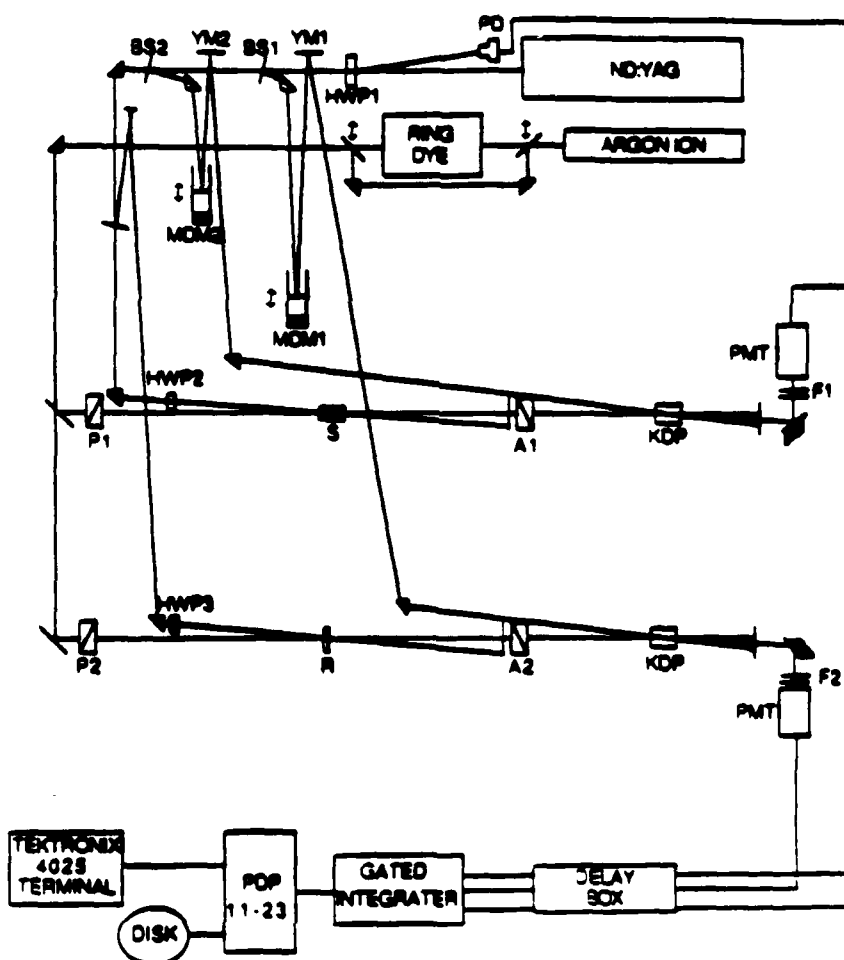 PD
BS2 YM2 BS1 YM1
HWP1
ND:YAG
RING
DYE
ARGON ION
MDM2
MDM1
PMT
F1
HWP2
P1
S
A1
KDP
HWP3
P2
R
A2
KDP
F2
PMT
TEKTRONIX
4025
TERMINAL
DISK
PDP
11-23
GATED
INTEGRATER
DELAY
BOX